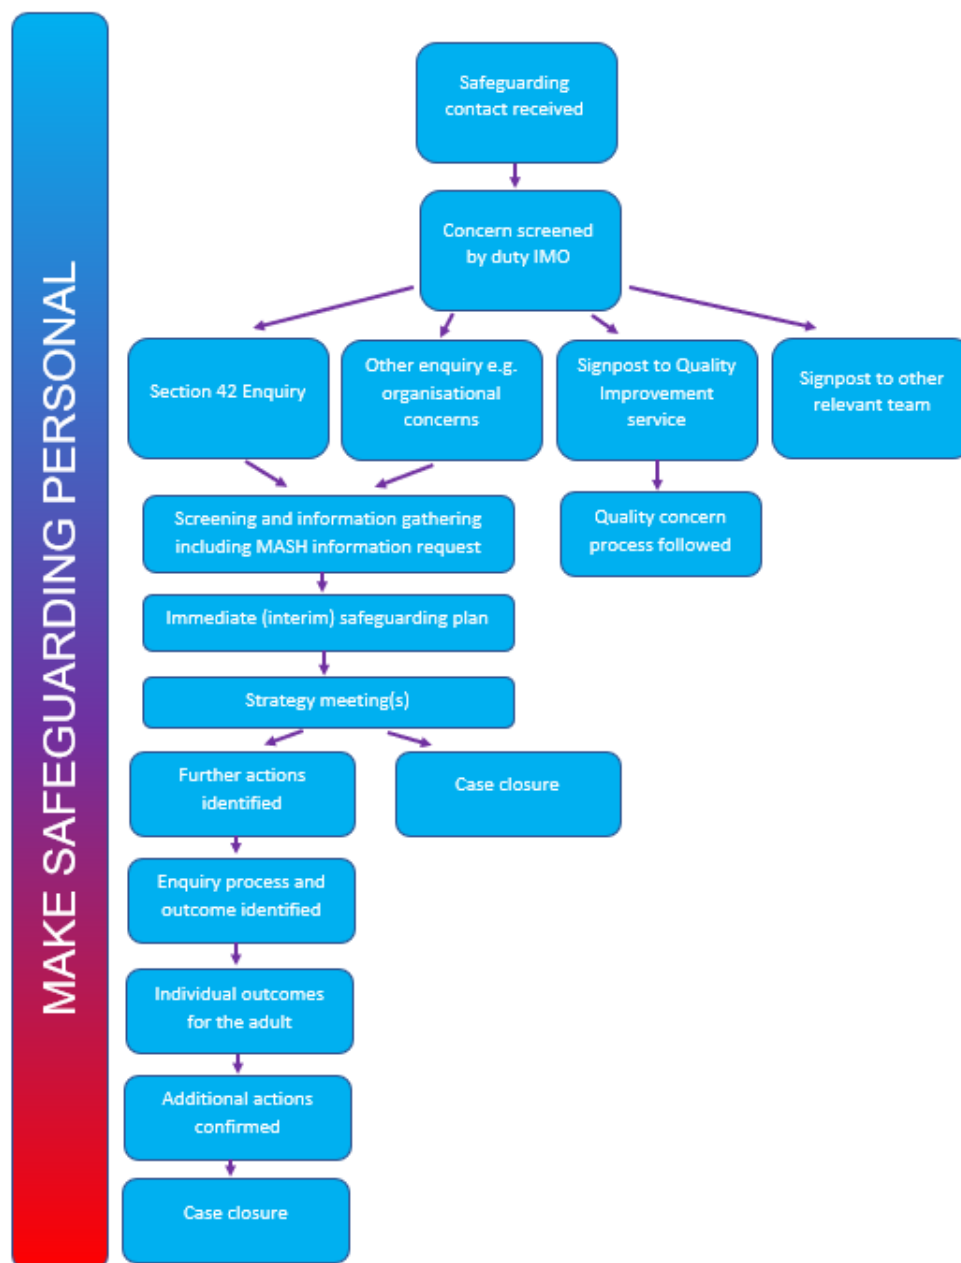 MAKE SAFEGUARDING PERSONAL
Safeguarding
contact received
Concern screened
by duty IMO
Section 42 Enquiry
Other enquiry e.g.
organisational
concerns
Signpost to Quality
Improvement
service
Signpost to other
relevant team
Screening and information gathering
including MASH information request
Quality concern
process followed
Immediate (interim) safeguarding plan
Strategy meeting(s)
Further actions
identified
Case closure
Enquiry process and
outcome identified
Individual outcomes
for the adult
Additional actions
confirmed
Case closure